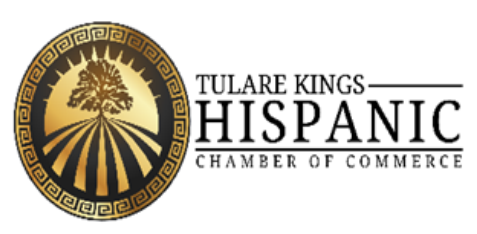 TULARE KINGS
HISPANIC
CHAMBER OF COMMERCE